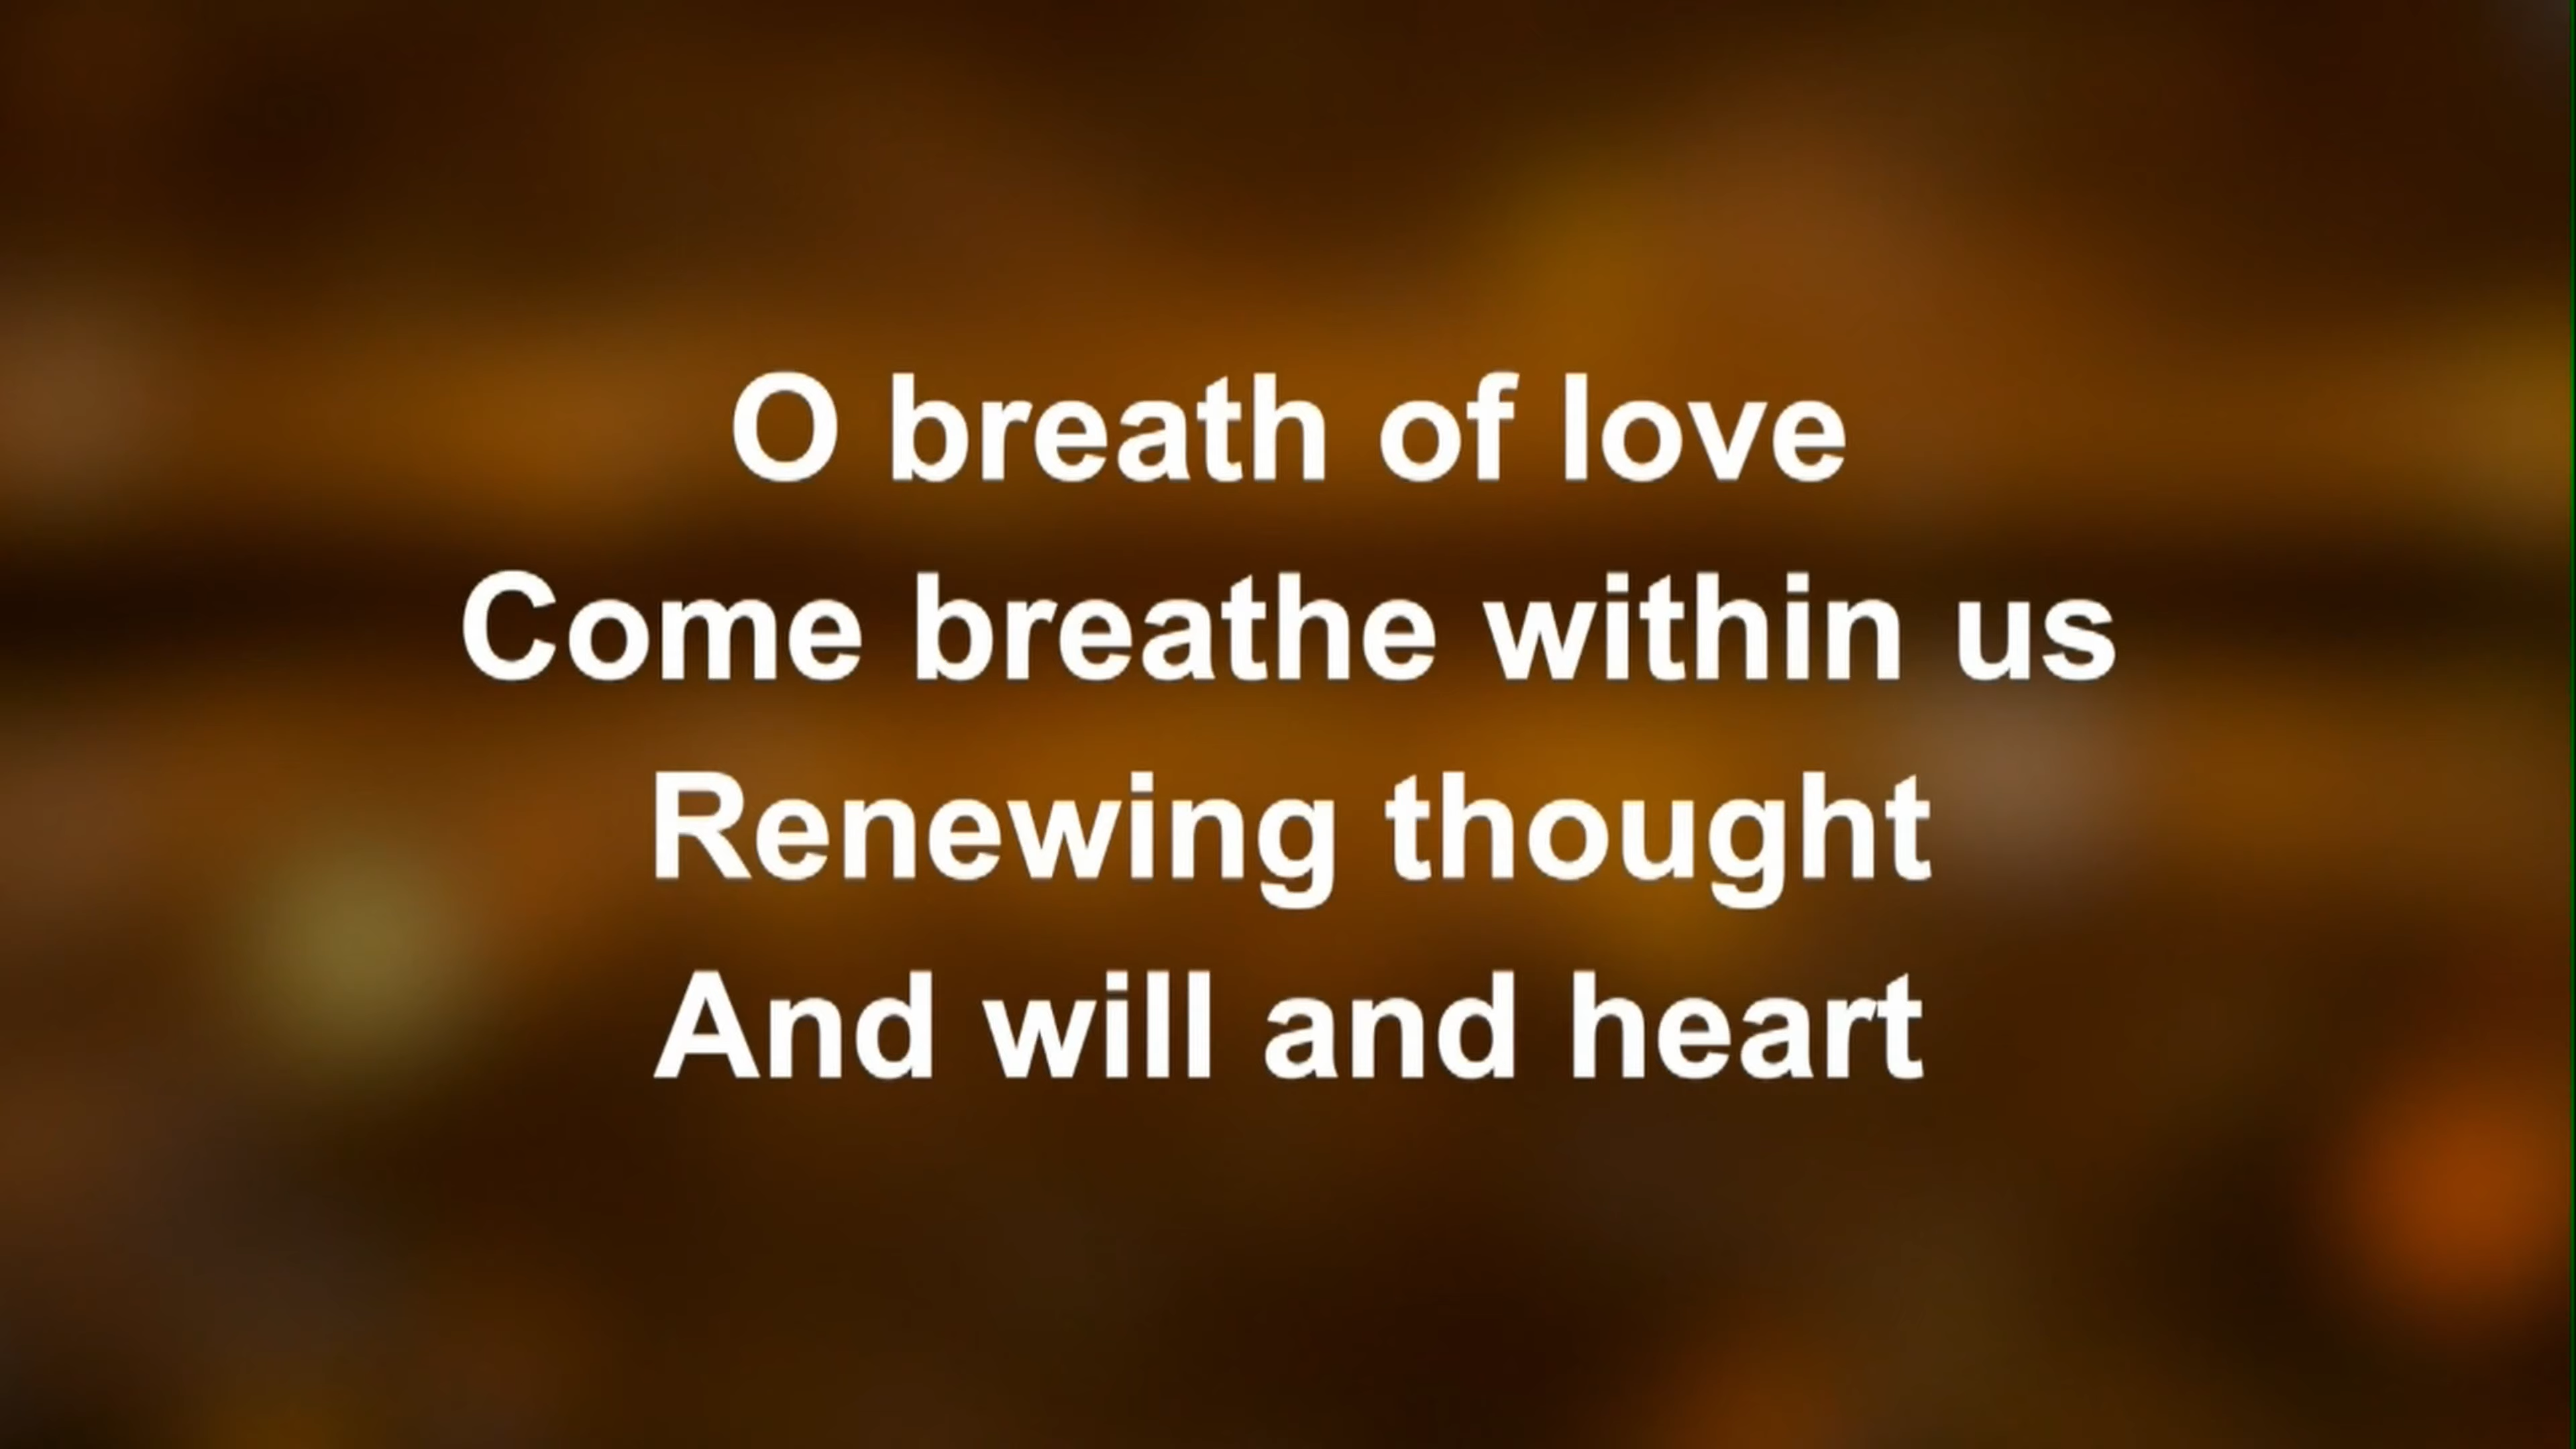 O breath of love
Come breathe within us
Renewing thought
And will and heart